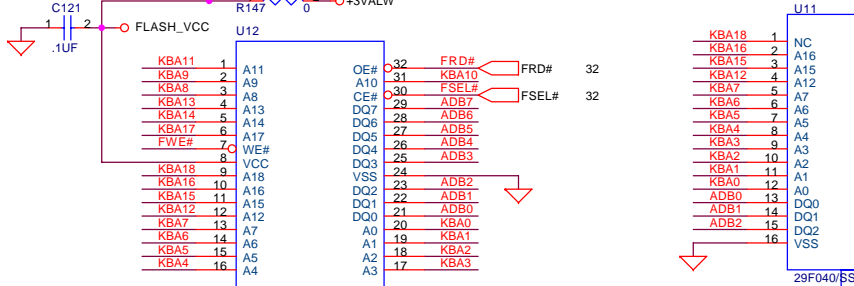 C121
1 2
.1UF
FLASH_VCC
R147 0
+3VALW
U12
KBA11 1 A11 OE# 32 FRD# FRD# 32
KBA9 2 A9 A10 31 KBA10
KBA8 3 A8 CE# 30 FSEL# FSEL# 32
KBA13 4 A13 DQ7 29 ADB7
KBA14 5 A14 DQ6 28 ADB6
KBA17 6 A17 DQ5 27 ADB5
FWE# 7 WE# DQ4 26 ADB4
8 VCC DQ3 25 ADB3
KBA18 9 A18 VSS 24
KBA16 10 A16 DQ2 23 ADB2
KBA15 11 A15 DQ1 22 ADB1
KBA12 12 A12 DQ0 21 ADB0
KBA7 13 A7 A0 20 KBA0
KBA6 14 A6 A1 19 KBA1
KBA5 15 A5 A2 18 KBA2
KBA4 16 A4 A3 17 KBA3
U11
KBA18 1 NC
KBA16 2 A16
KBA15 3 A15
KBA12 4 A12
KBA7 5 A7
KBA6 6 A6
KBA5 7 A5
KBA4 8 A4
KBA3 9 A3
KBA2 10 A2
KBA1 11 A1
KBA0 12 A0
ADB0 13 DQ0
ADB1 14 DQ1
ADB2 15 DQ2
16 VSS
29F040/SS